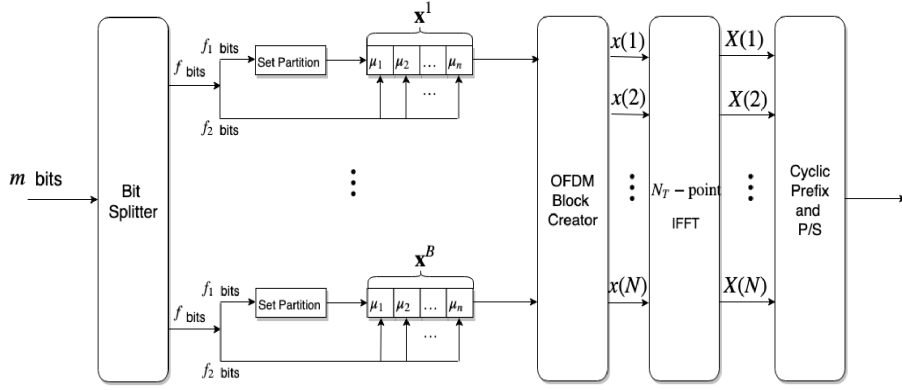 m bits
Bit
Splitter
f bits
f₁ bits
f₂ bits
Set Partition
x¹
μ₁ μ₂ ... μₙ
...
⋮
f bits
f₁ bits
f₂ bits
Set Partition
xᴮ
μ₁ μ₂ ... μₙ
...
OFDM
Block
Creator
x(1)
x(2)
⋮
x(N)
N_T − point
IFFT
X(1)
X(2)
⋮
X(N)
Cyclic
Prefix
and
P/S